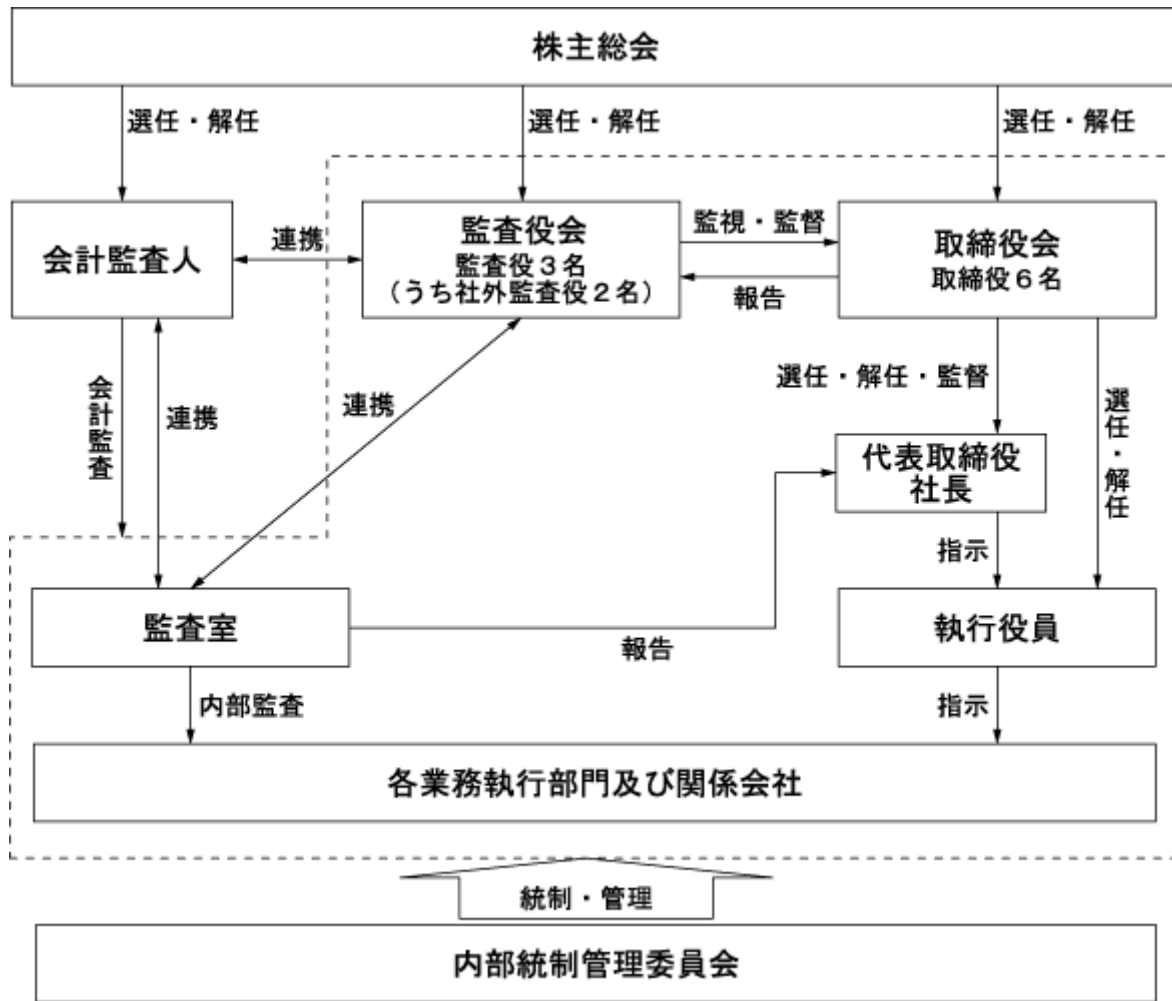 株主総会
選任・解任
選任・解任
選任・解任
会計監査人
連携
監査役会
監査役３名
（うち社外監査役２名）
監視・監督
報告
取締役会
取締役６名
会計監査
連携
連携
選任・解任・監督
選任・解任
代表取締役
社長
指示
監査室
報告
執行役員
内部監査
指示
各業務執行部門及び関係会社
統制・管理
内部統制管理委員会